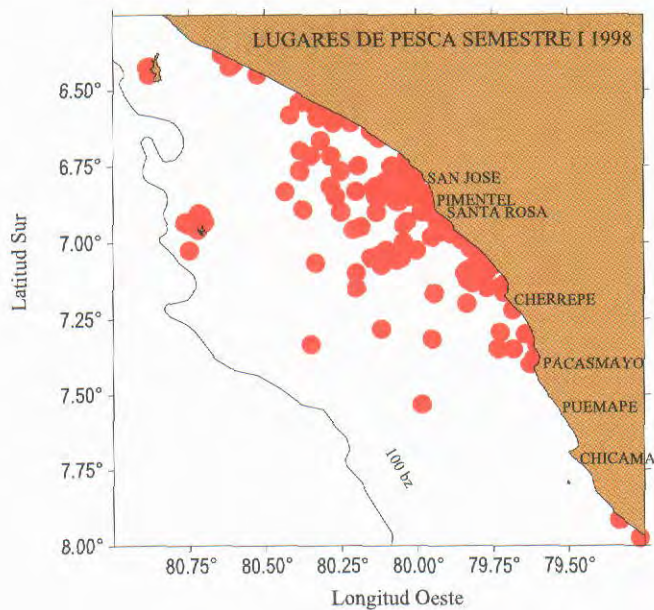 LUGARES DE PESCA SEMESTRE I 1998
6.50°
6.75°
7.00°
7.25°
7.50°
7.75°
8.00°
Latitud Sur
SAN JOSE
PIMENTEL
SANTA ROSA
CHERREPE
PACASMAYO
PUEMAPE
CHICAMA
100 bz.
80.75°
80.50°
80.25°
80.00°
79.75°
79.50°
Longitud Oeste